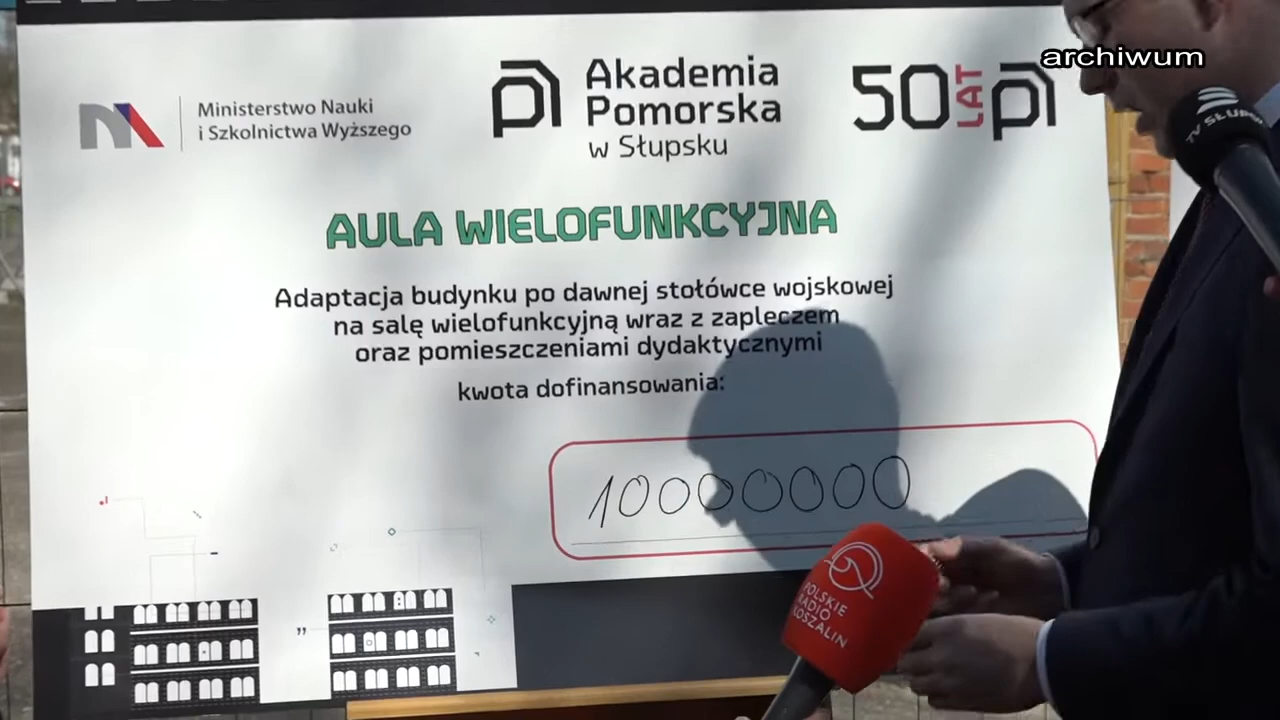 archiwum
Ministerstwo Nauki
i Szkolnictwa Wyższego
Akademia
Pomorska
w Słupsku
50 LAT
AULA WIELOFUNKCYJNA
Adaptacja budynku po dawnej stołówce wojskowej
na salę wielofunkcyjną wraz z zapleczem
oraz pomieszczeniami dydaktycznymi
kwota dofinansowania:
10000000
TV SŁUPSK
POLSKIE
RADIO
KOSZALIN